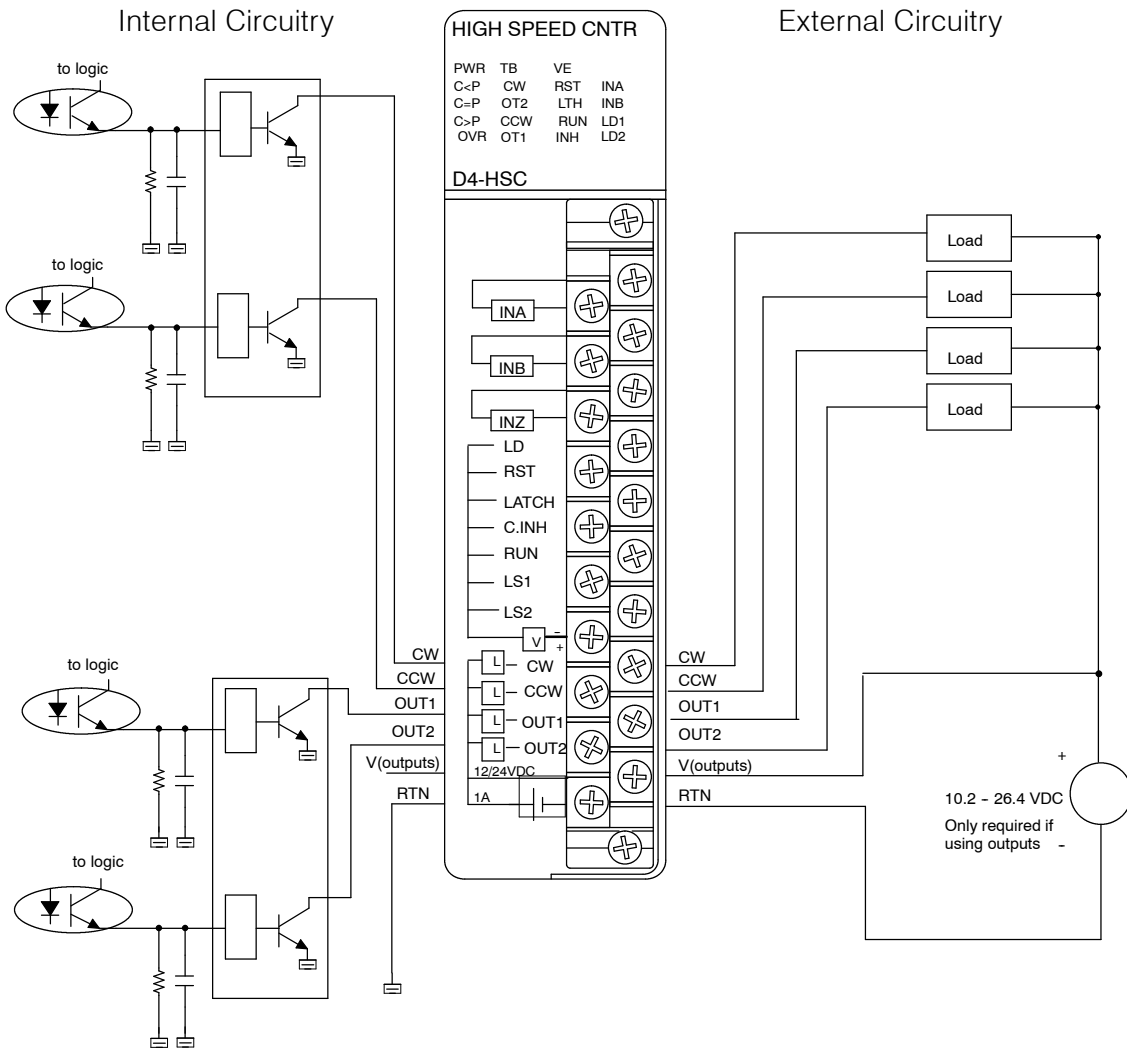 Internal Circuitry
External Circuitry
HIGH SPEED CNTR
PWR TB VE
C<P CW RST INA
C=P OT2 LTH INB
C>P CCW RUN LD1
OVR OT1 INH LD2
D4-HSC
to logic
to logic
to logic
to logic
INA
INB
INZ
LD
RST
LATCH
C.INH
RUN
LS1
LS2
V - +
L CW
L CCW
L OUT1
L OUT2
12/24VDC
1A
CW
CCW
OUT1
OUT2
V(outputs)
RTN
CW
CCW
OUT1
OUT2
V(outputs)
RTN
Load
Load
Load
Load
+
10.2 - 26.4 VDC
Only required if
using outputs -